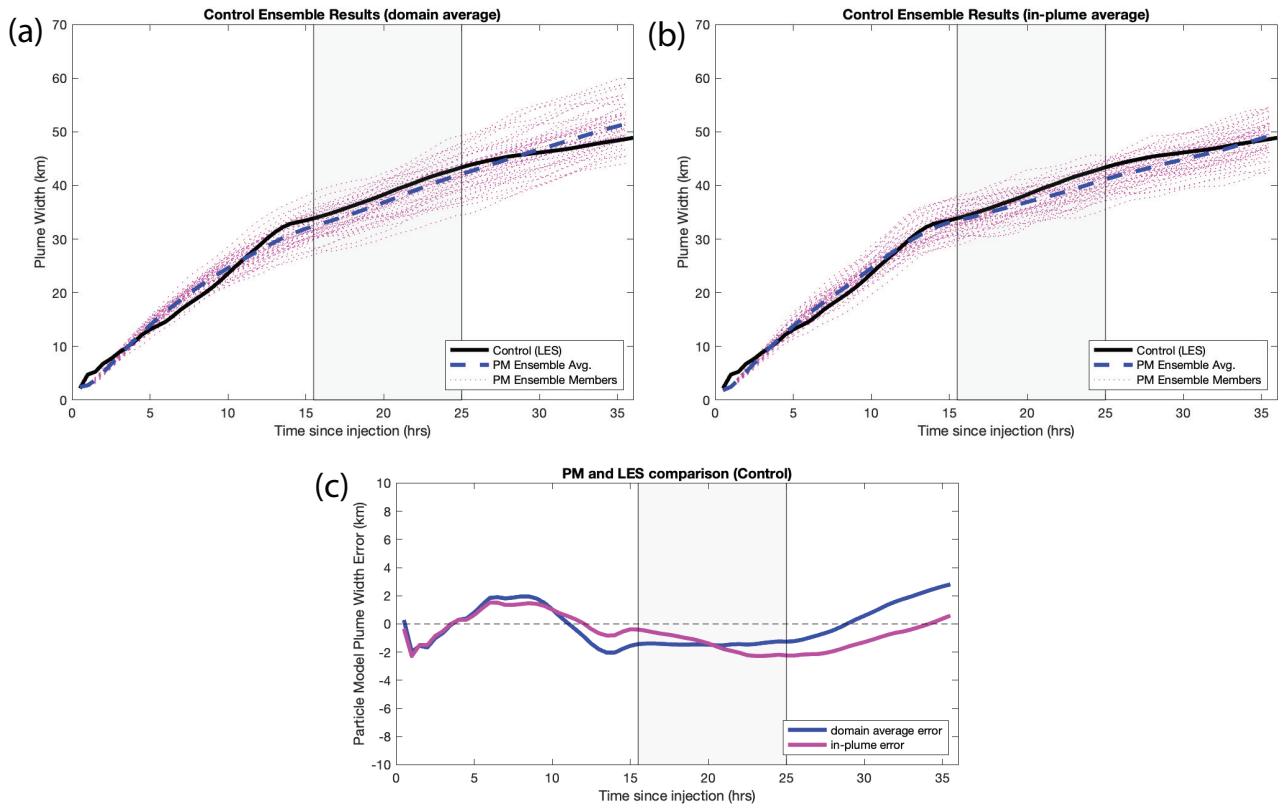 (a)
Control Ensemble Results (domain average)
Plume Width (km)
70
60
50
40
30
20
10
0
0 5 10 15 20 25 30 35
Time since injection (hrs)
Control (LES)
PM Ensemble Avg.
PM Ensemble Members
(b)
Control Ensemble Results (in-plume average)
Plume Width (km)
70
60
50
40
30
20
10
0
0 5 10 15 20 25 30 35
Time since injection (hrs)
Control (LES)
PM Ensemble Avg.
PM Ensemble Members
(c)
PM and LES comparison (Control)
Particle Model Plume Width Error (km)
10
8
6
4
2
0
-2
-4
-6
-8
-10
0 5 10 15 20 25 30 35
Time since injection (hrs)
domain average error
in-plume error